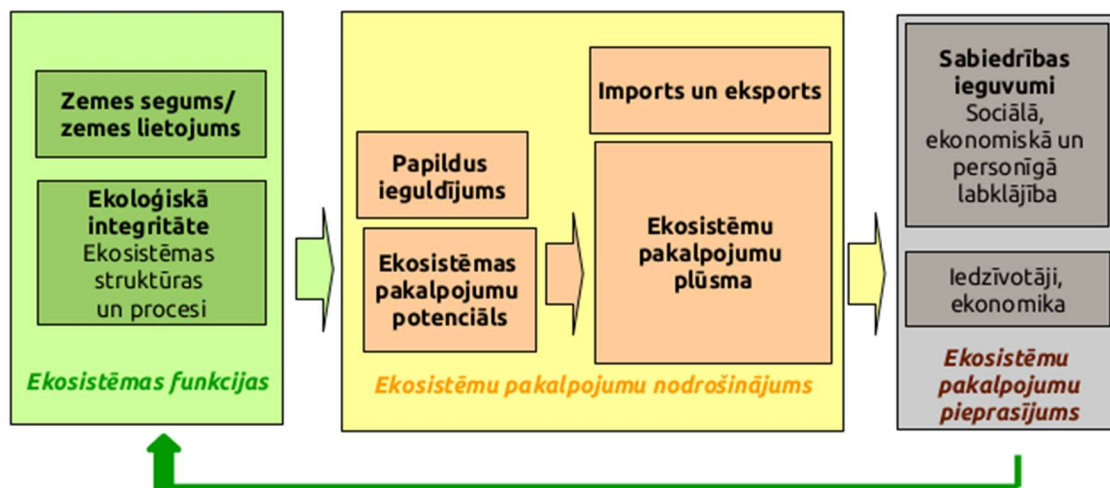 Zemes segums/
zemes lietojums
Ekoloģiskā
integritāte
Ekosistēmas
struktūras
un procesi
Ekosistēmas funkcijas
Papildus
ieguldījums
Ekosistēmas
pakalpojumu
potenciāls
Imports un eksports
Ekosistēmu
pakalpojumu
plūsma
Ekosistēmu pakalpojumu nodrošinājums
Sabiedrības
ieguvumi
Sociālā,
ekonomiskā un
personīgā
labklājība
Iedzīvotāji,
ekonomika
Ekosistēmu
pakalpojumu
pieprasījums